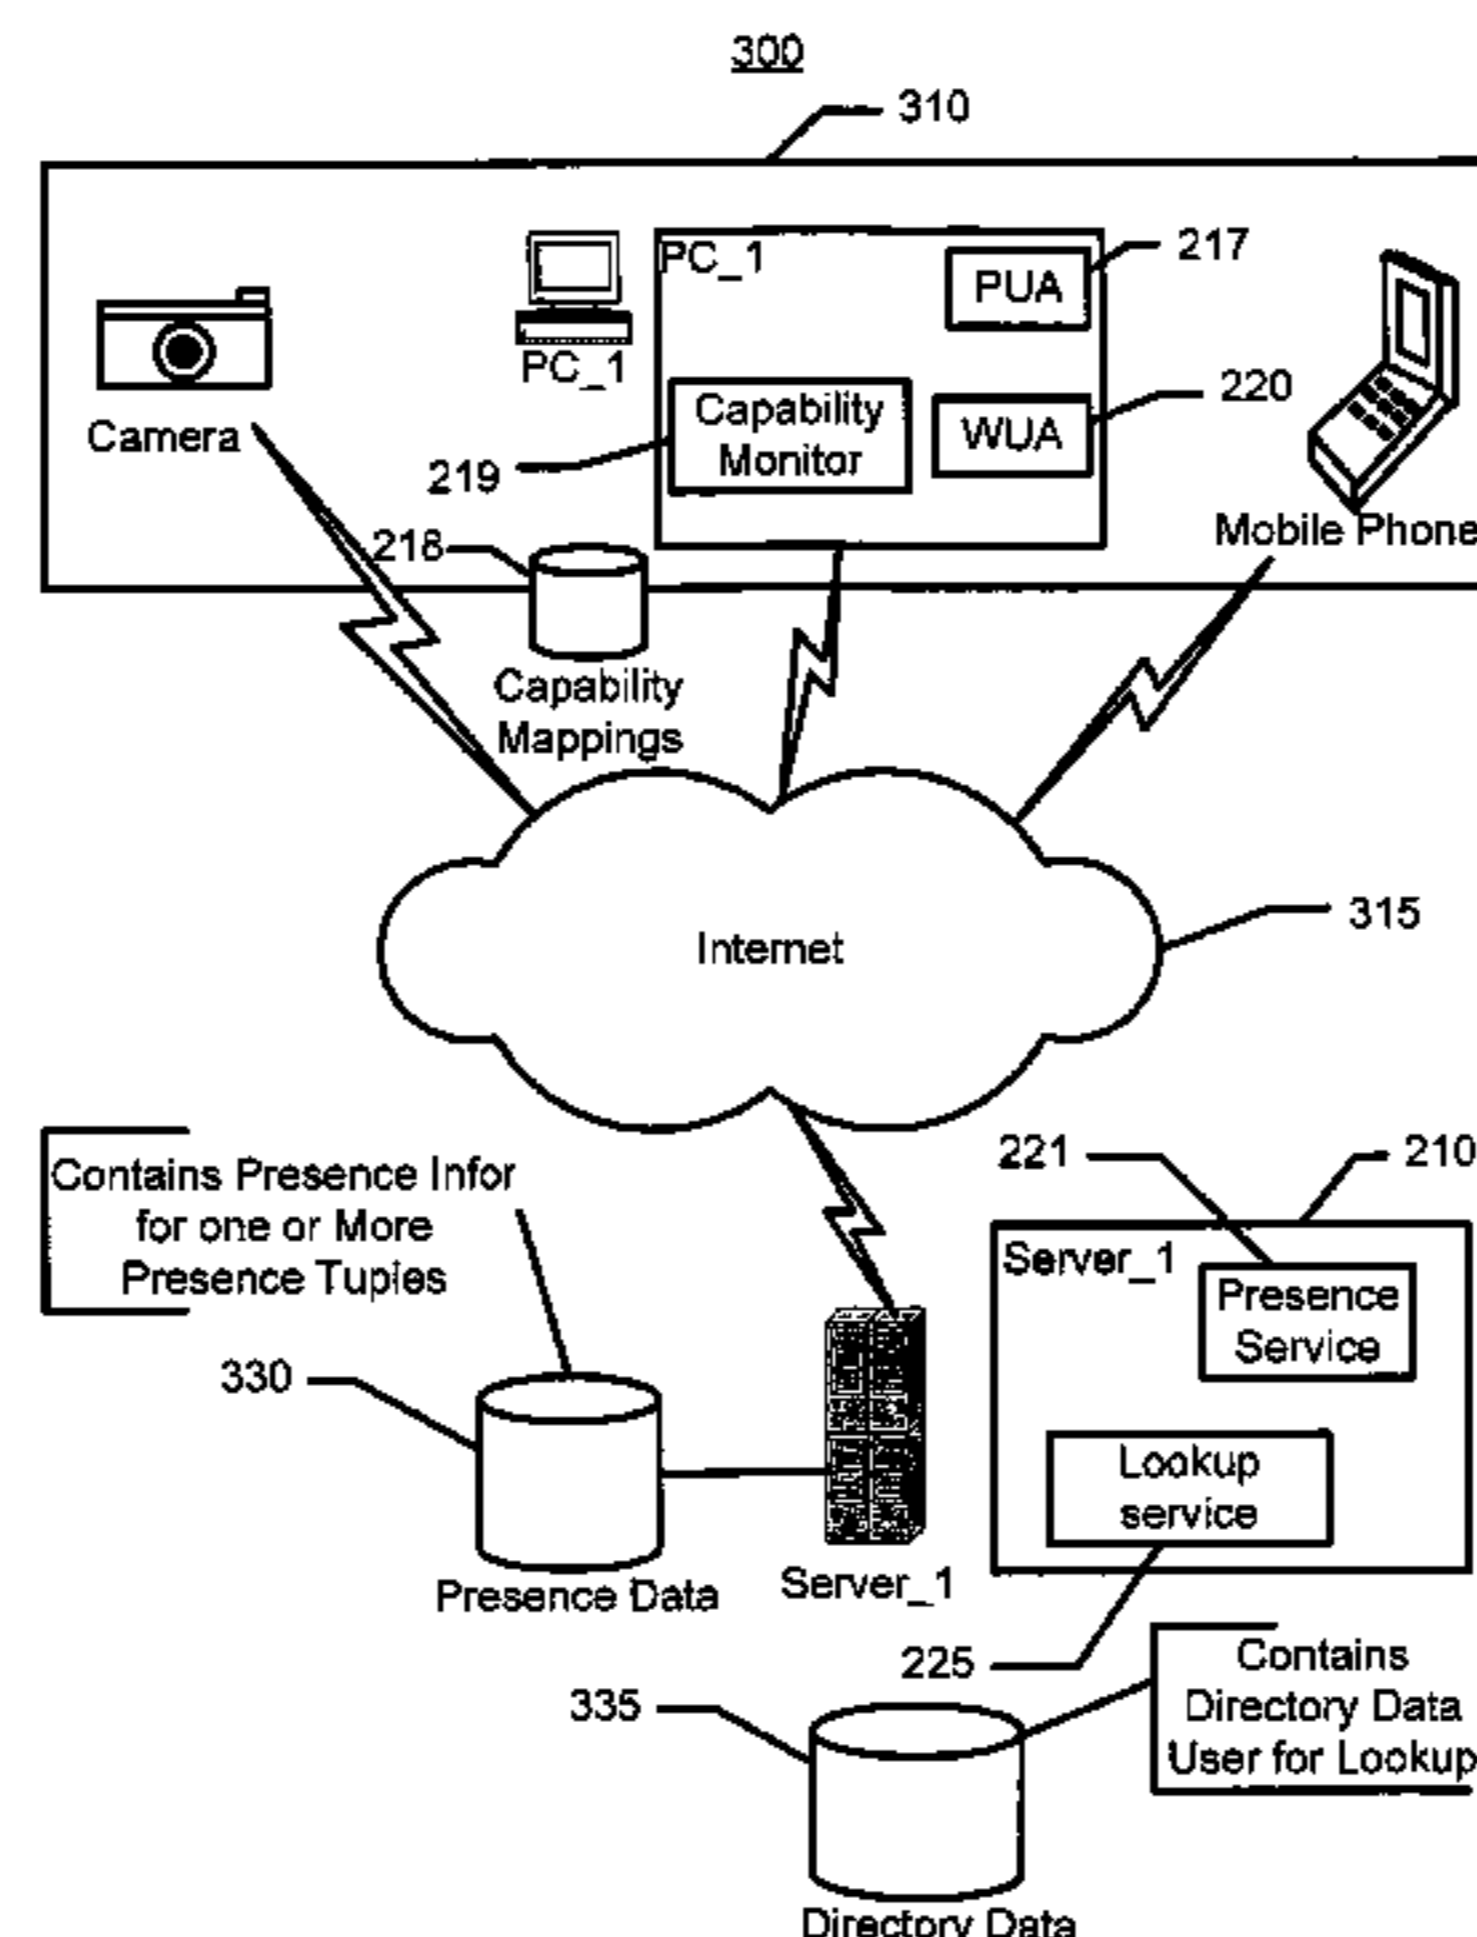 300
310
PC_1
217
PUA
PC_1
220
Capability
Monitor
WUA
Camera
219
Mobile Phone
218
Capability
Mappings
Internet
315
221
210
Contains Presence Infor
for one or More
Presence Tuples
Server_1
Presence
Service
330
Lookup
service
Presence Data
Server_1
225
Contains
Directory Data
User for Lookup
335
Directory Data